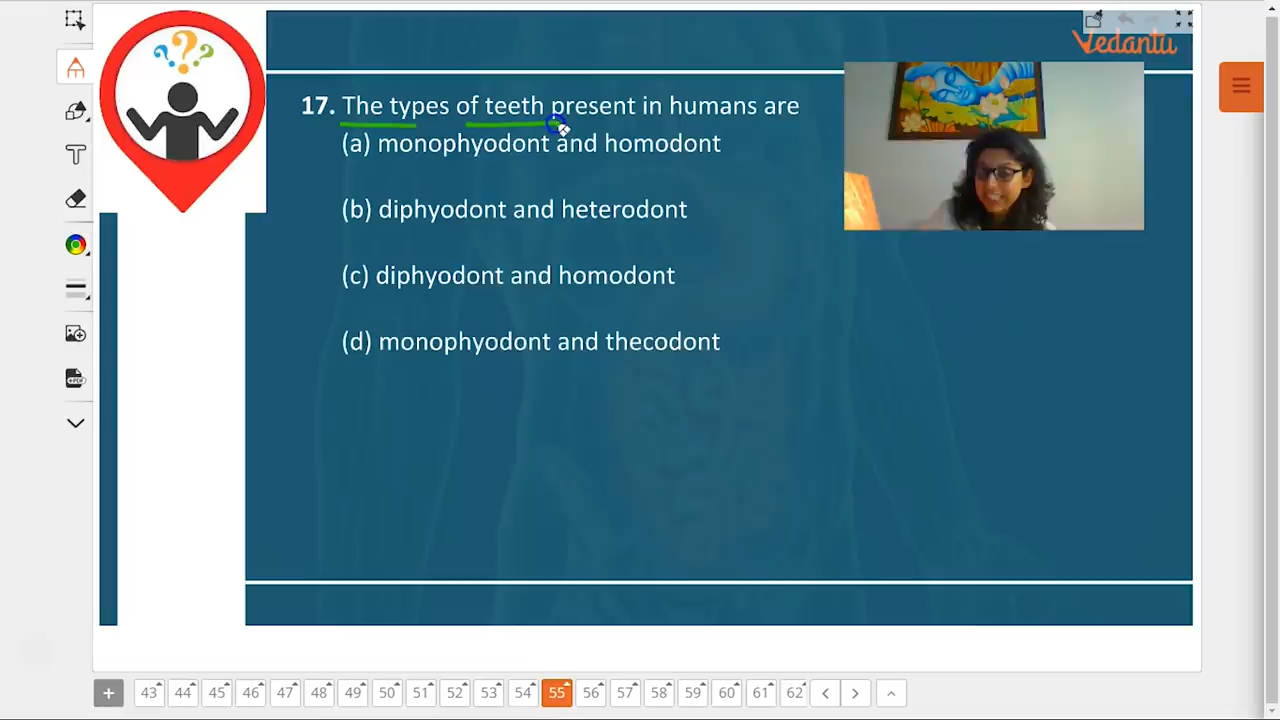 Vedantu
17. The types of teeth present in humans are
(a) monophyodont and homodont
(b) diphyodont and heterodont
(c) diphyodont and homodont
(d) monophyodont and thecodont
43 44 45 46 47 48 49 50 51 52 53 54 55 56 57 58 59 60 61 62